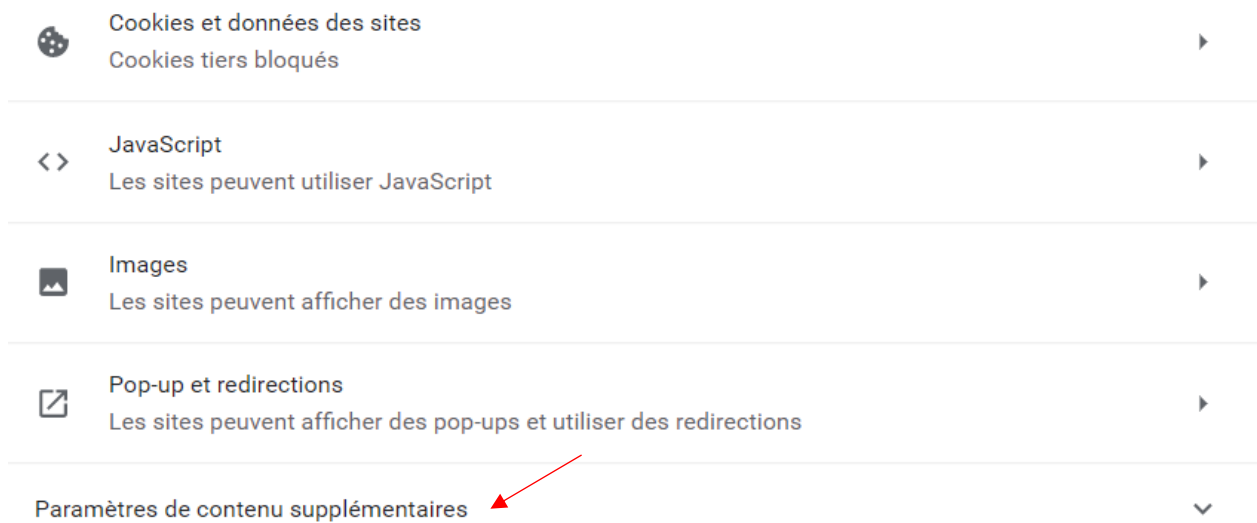 Cookies et données des sites
Cookies tiers bloqués
JavaScript
Les sites peuvent utiliser JavaScript
Images
Les sites peuvent afficher des images
Pop-up et redirections
Les sites peuvent afficher des pop-ups et utiliser des redirections
Paramètres de contenu supplémentaires